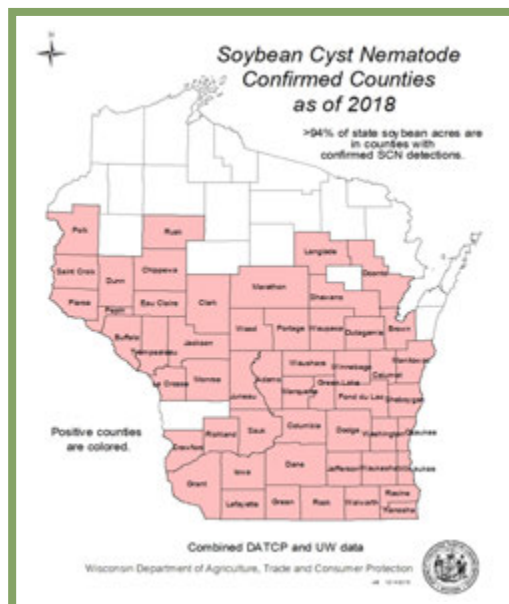 N
Soybean Cyst Nematode
Confirmed Counties
as of 2018
>94% of state soybean acres are
in counties with
confirmed SCN detections.
Polk
Rusk
Langlade
Oconto
Saint Croix
Dunn
Chippewa
Marathon
Clark
Shawano
Pierce
Pepin
Eau Claire
Buffalo
Trempealeau
Jackson
Wood
Portage
Waupaca
Outagamie
Brown
La Crosse
Monroe
Juneau
Adams
Waushara
Winnebago
Calumet
Manitowoc
Marquette
Green Lake
Fond du Lac
Sheboygan
Positive counties
are colored.
Crawford
Richland
Sauk
Columbia
Dodge
Washington
Ozaukee
Grant
Iowa
Dane
Jefferson
Waukesha
Lafayette
Green
Rock
Walworth
Racine
Kenosha
Combined DATCP and UW data
Wisconsin Department of Agriculture, Trade and Consumer Protection